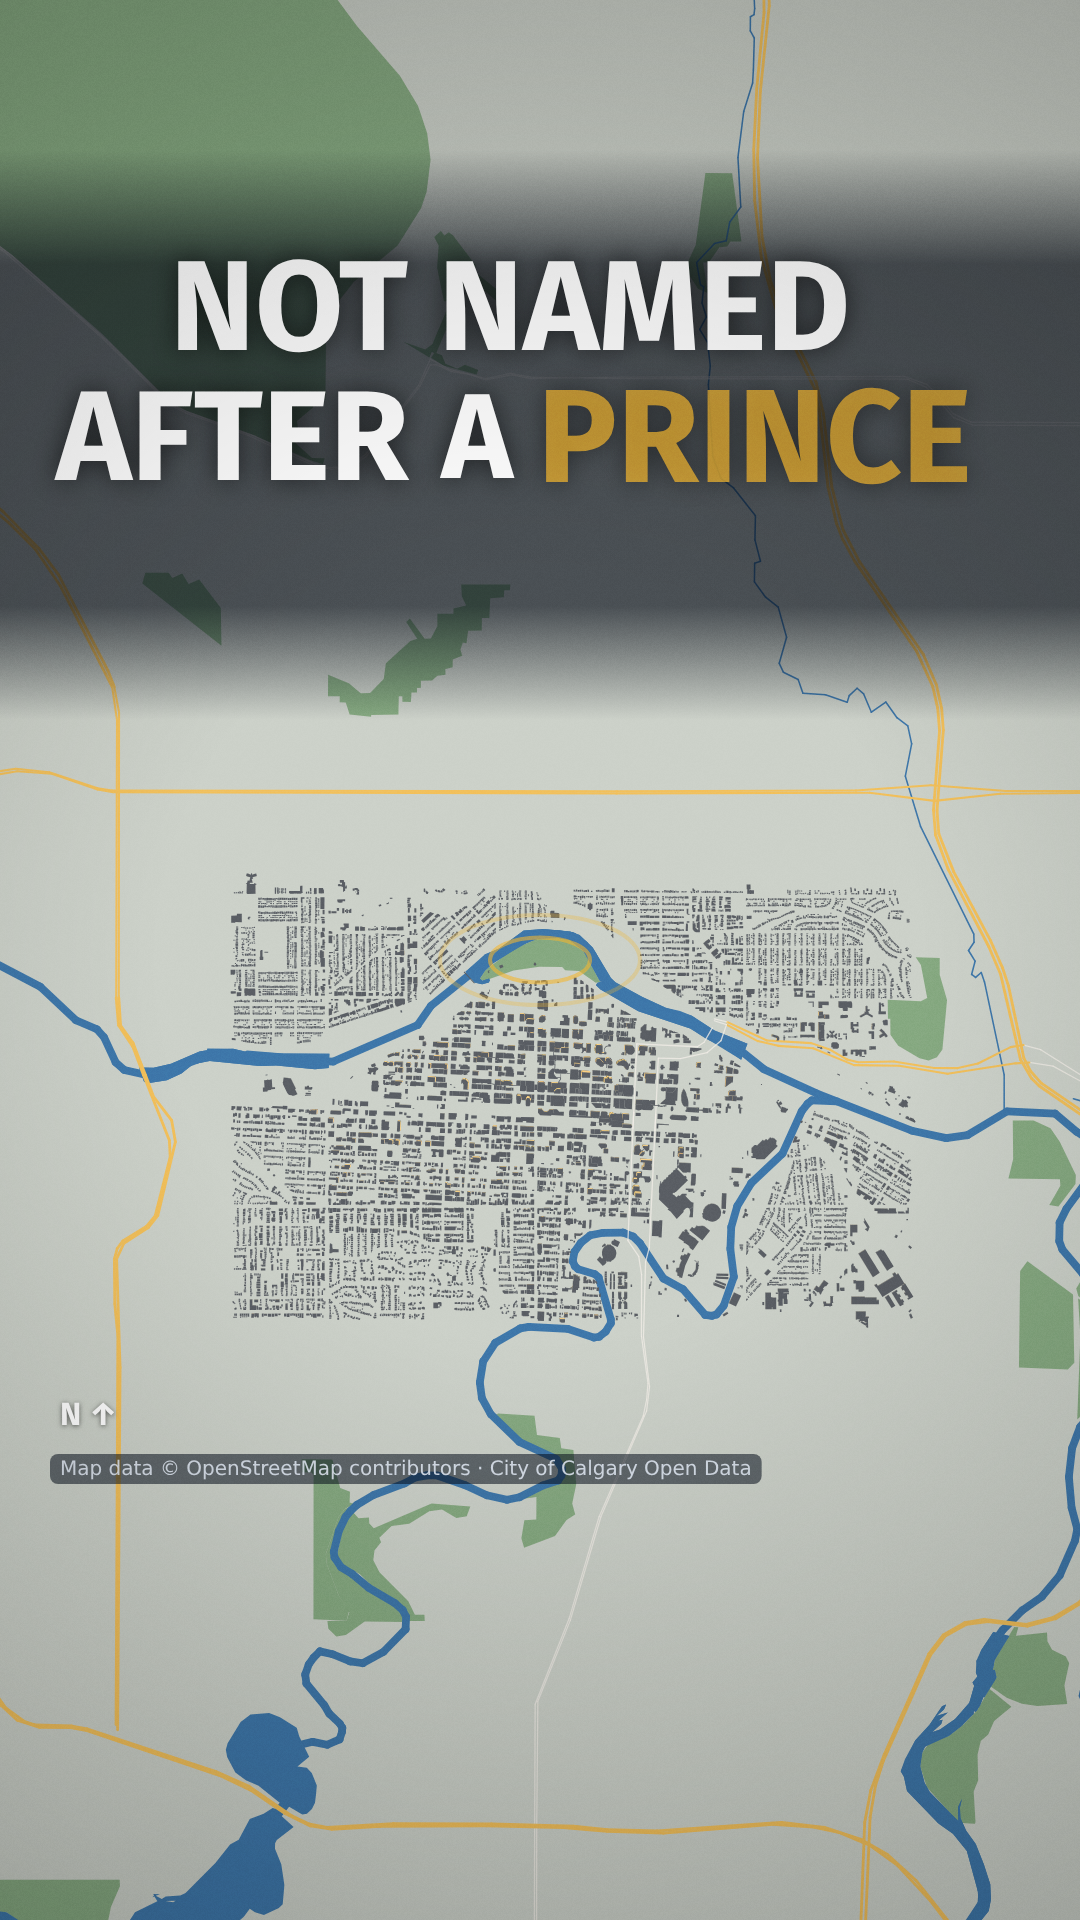 NOT NAMED
AFTER A PRINCE
N ↑
Map data © OpenStreetMap contributors · City of Calgary Open Data